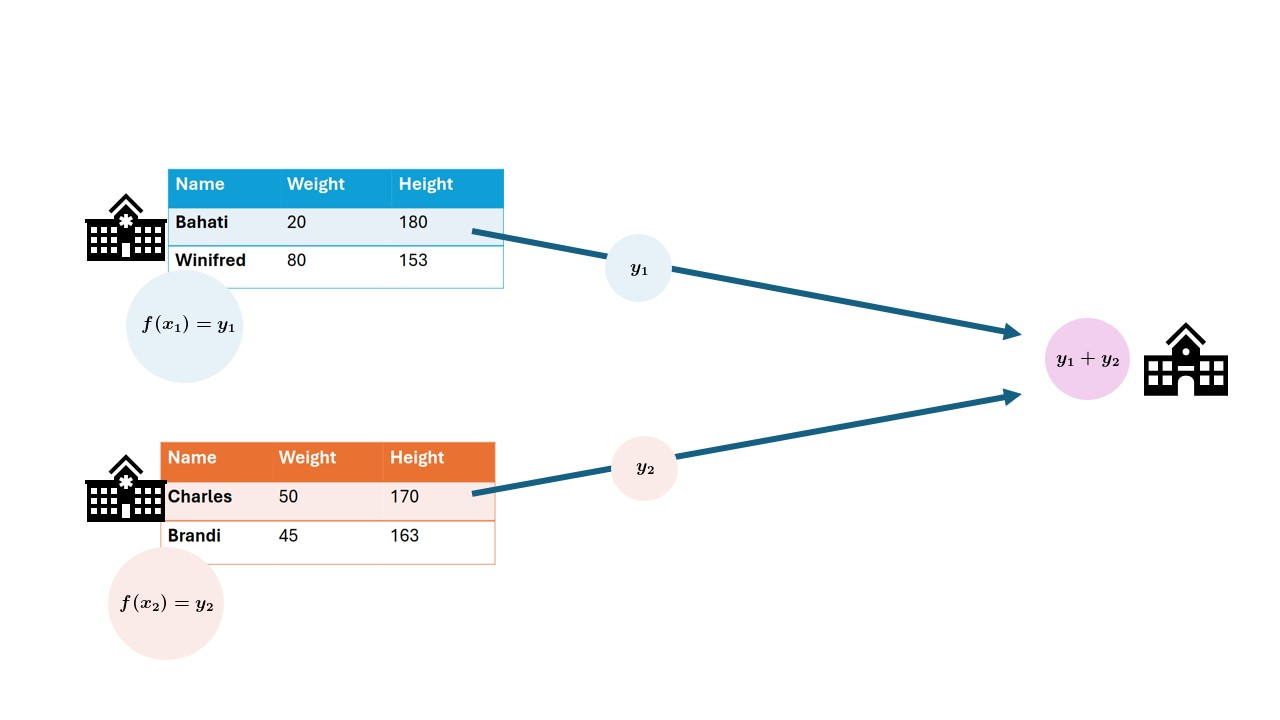 Name Weight Height
Bahati 20 180
Winifred 80 153
f(x₁) = y₁
y₁
y₁ + y₂
Name Weight Height
Charles 50 170
Brandi 45 163
y₂
f(x₂) = y₂